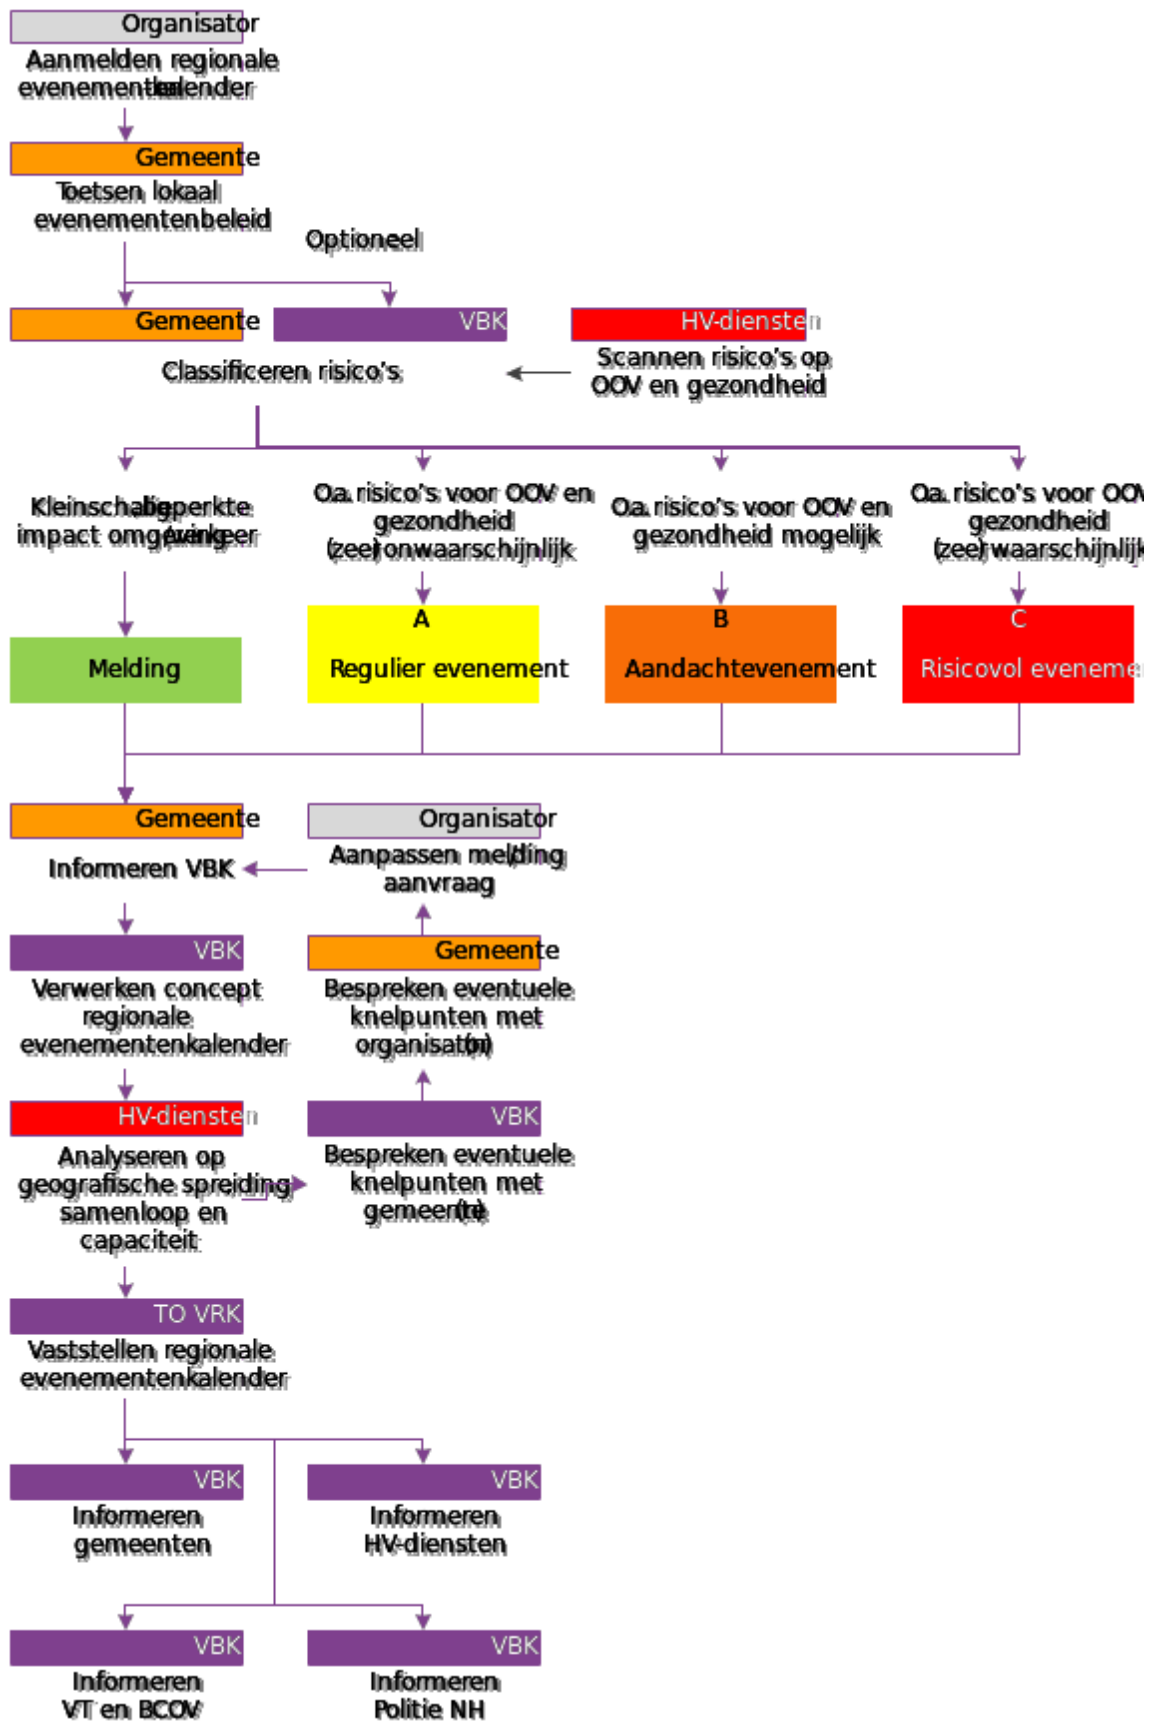 Organisator
Aanmelden regionale
evenementenkalender
Gemeente
Toetsen lokaal
evenementenbeleid
Optioneel
Gemeente
VBK
HV-diensten
Classificeren risico's
Scannen risico's op
OOV en gezondheid
Kleinschalig, beperkte
impact omgeving/verkeer
O.a. risico's voor OOV en
gezondheid
(zeer) onwaarschijnlijk
O.a. risico's voor OOV en
gezondheid mogelijk
O.a. risico's voor OOV
gezondheid
(zeer) waarschijnlijk
Melding
A
Regulier evenement
B
Aandachtevenement
C
Risicovol eveneme
Gemeente
Informeren VBK
Organisator
Aanpassen melding/
aanvraag
VBK
Verwerken concept
regionale
evenementenkalender
Gemeente
Bespreken eventuele
knelpunten met
organisator(n)
HV-diensten
Analyseren op
geografische spreiding,
samenloop en
capaciteit
VBK
Bespreken eventuele
knelpunten met
gemeente(n)
TO VRK
Vaststellen regionale
evenementenkalender
VBK
Informeren
gemeenten
VBK
Informeren
HV-diensten
VBK
Informeren
VT en BCOV
VBK
Informeren
Politie NH